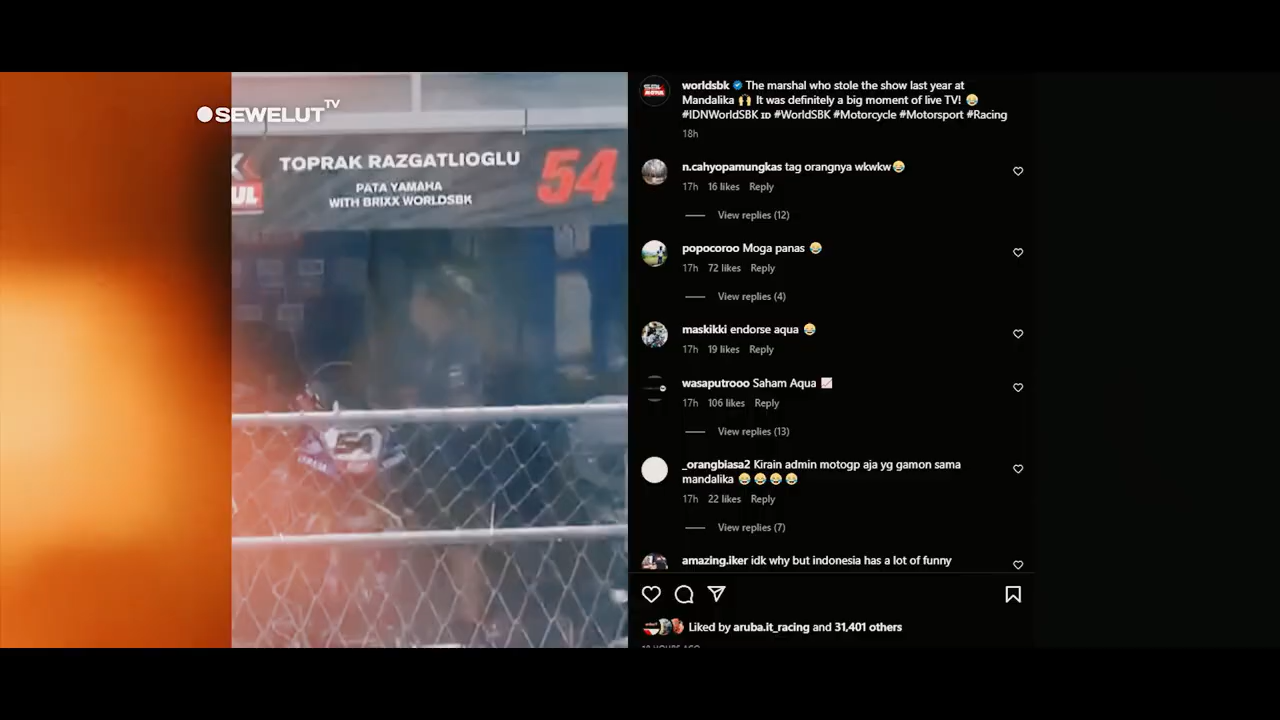 SEWELUT TV
TOPRAK RAZGATLIOGLU
54
PATA YAMAHA
WITH BRIXX WORLDSBK
UL
worldsbk The marshal who stole the show last year at
Mandalika 🙌 It was definitely a big moment of live TV! 😂
#IDNWorldSBK ID #WorldSBK #Motorcycle #Motorsport #Racing
18h
n.cahyopamungkas tag orangnya wkwkw😂
17h 16 likes Reply
View replies (12)
popocoroo Moga panas 😂
17h 72 likes Reply
View replies (4)
maskikki endorse aqua 😂
17h 19 likes Reply
wasaputrooo Saham Aqua 📈
17h 106 likes Reply
View replies (13)
_orangbiasa2 Kirain admin motogp aja yg gamon sama
mandalika 😂😂😂😂
17h 22 likes Reply
View replies (7)
amazing.iker idk why but indonesia has a lot of funny
Liked by aruba.it_racing and 31,401 others